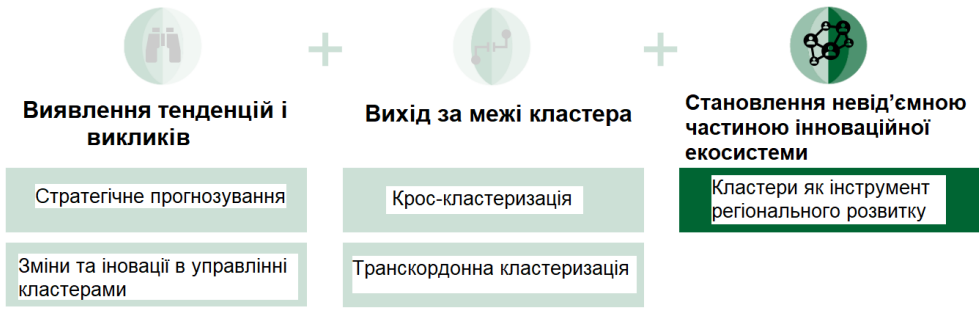 Виявлення тенденцій і
викликів
Вихід за межі кластера
Становлення невід’ємною
частиною інноваційної
екосистеми
Стратегічне прогнозування
Крос-кластеризація
Кластери як інструмент
регіонального розвитку
Зміни та іновації в управлінні
кластерами
Транскордонна кластеризація